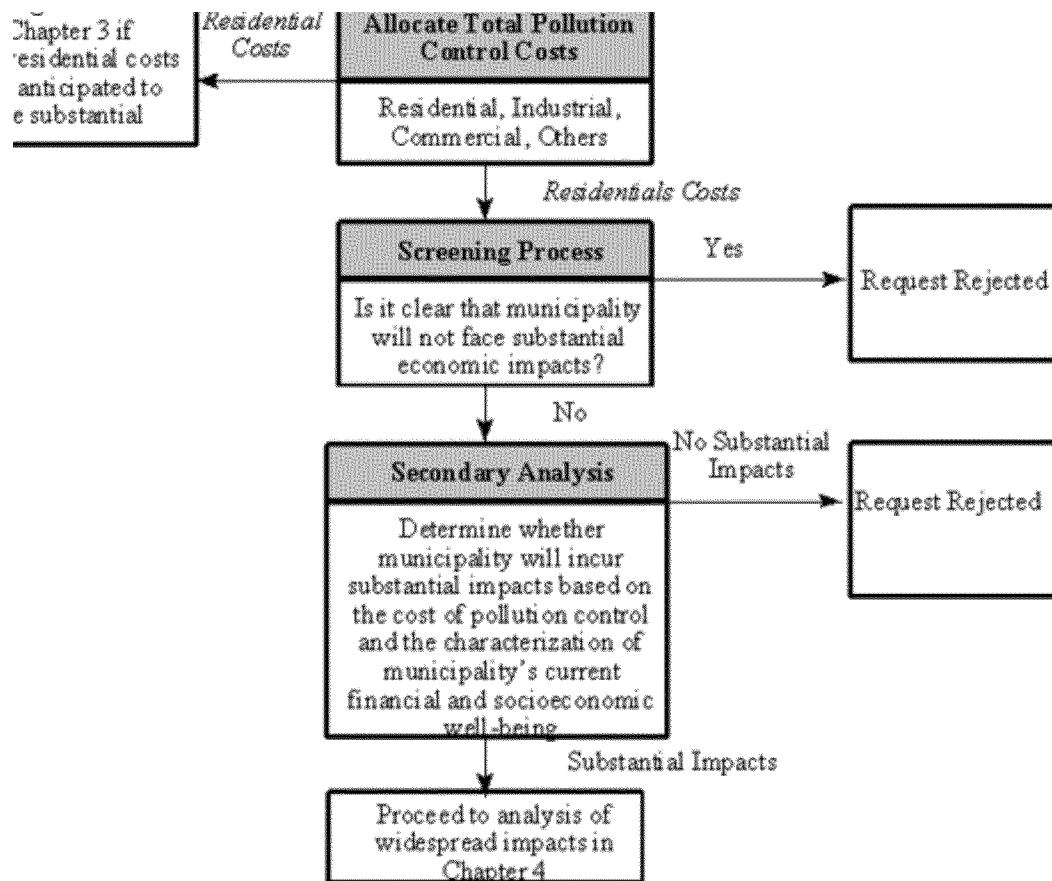 Chapter 3 if
residential costs
anticipated to
e substantial
Residential
Costs
Allocate Total Pollution
Control Costs
Residential, Industrial,
Commercial, Others
Residentials Costs
Screening Process
Is it clear that municipality
will not face substantial
economic impacts?
Yes
Request Rejected
No
Secondary Analysis
Determine whether
municipality will incur
substantial impacts based on
the cost of pollution control
and the characterization of
municipality's current
financial and socioeconomic
well-being
No Substantial
Impacts
Request Rejected
Substantial Impacts
Proceed to analysis of
widespread impacts in
Chapter 4